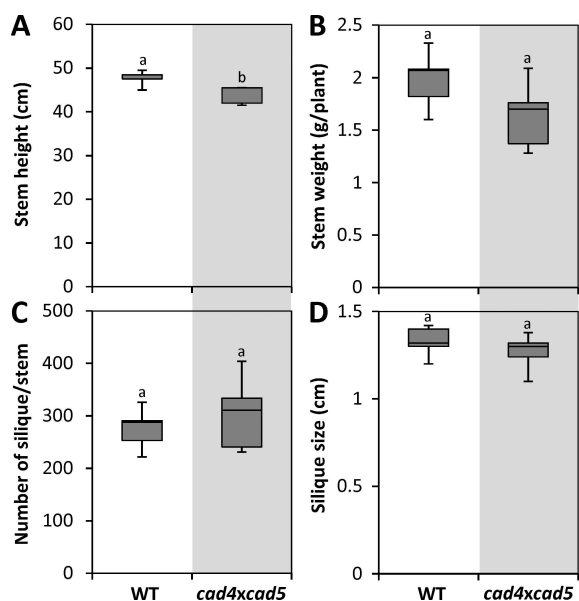 A
Stem height (cm)
60
50
40
30
20
10
0
a
b
B
Stem weight (g/plant)
2.5
2
1.5
1
0.5
0
a
a
C
Number of silique/stem
500
400
300
200
100
0
a
a
WT
cad4xcad5
D
Silique size (cm)
1.5
1
0.5
0
a
a
WT
cad4xcad5